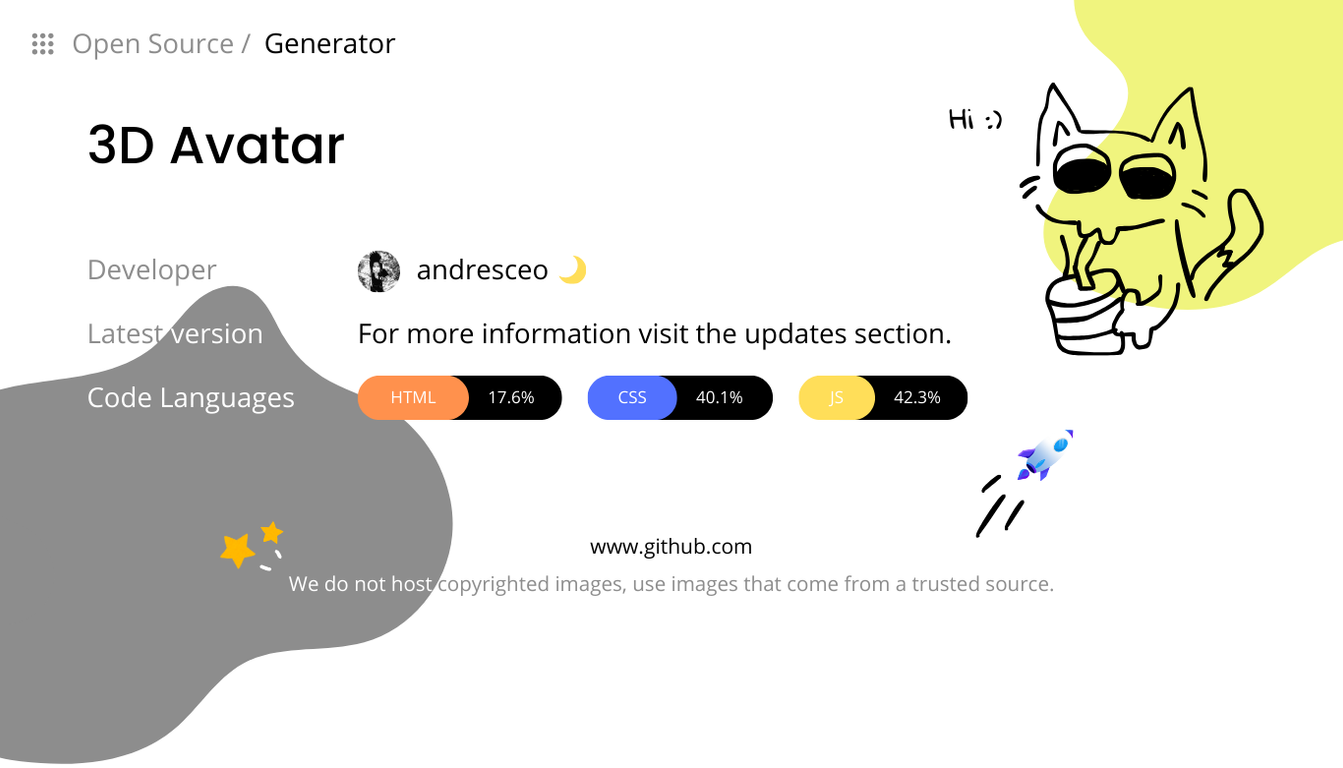 Open Source / Generator
Hi :)
3D Avatar
Developer andresceo 🌙
Latest version For more information visit the updates section.
Code Languages HTML 17.6% CSS 40.1% JS 42.3%
www.github.com
We do not host copyrighted images, use images that come from a trusted source.